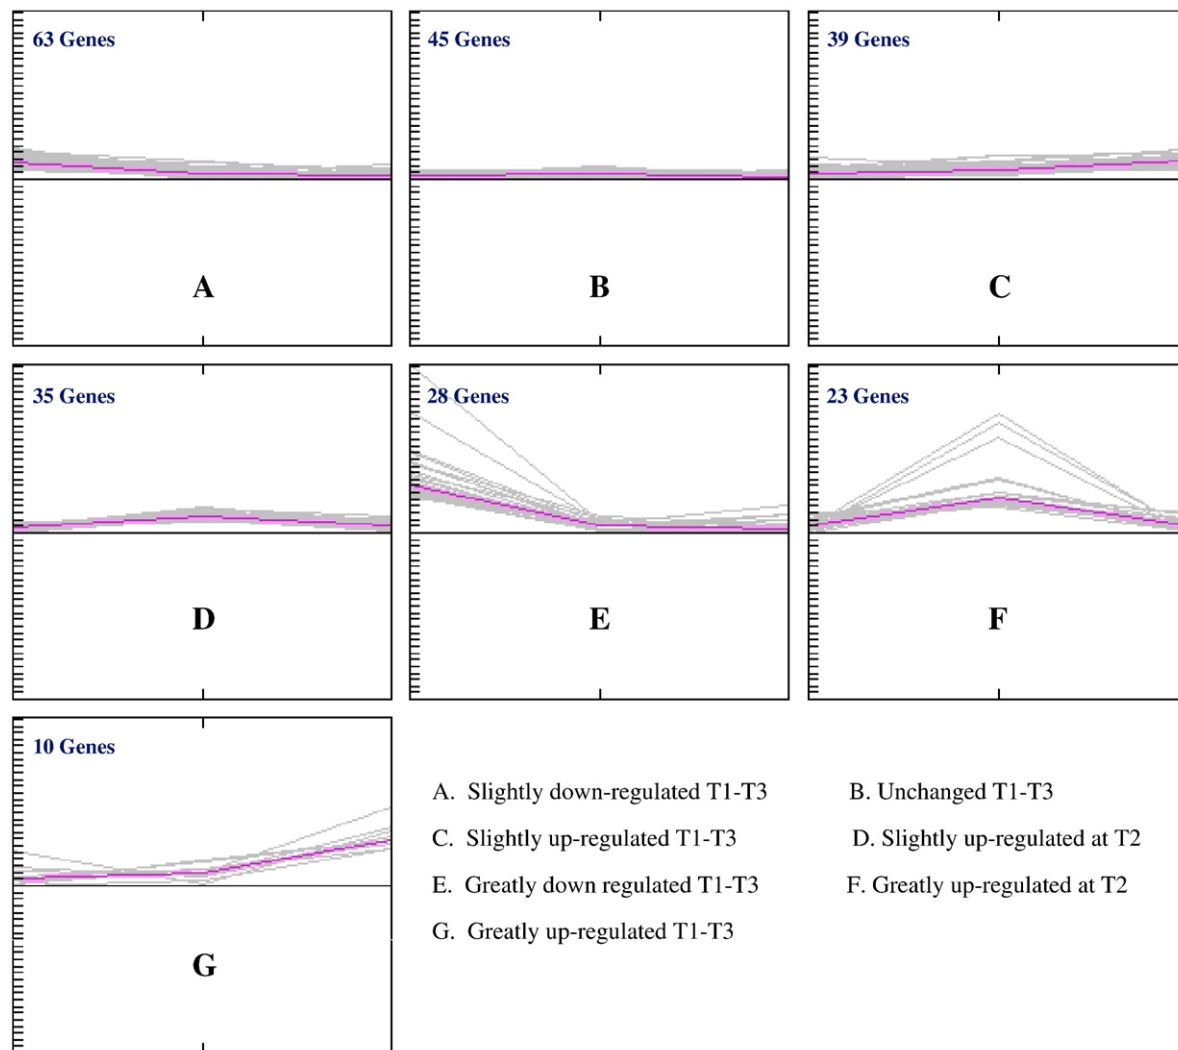 63 Genes
45 Genes
39 Genes
A
B
C
35 Genes
28 Genes
23 Genes
D
E
F
10 Genes
G
A. Slightly down-regulated T1-T3
B. Unchanged T1-T3
C. Slightly up-regulated T1-T3
D. Slightly up-regulated at T2
E. Greatly down regulated T1-T3
F. Greatly up-regulated at T2
G. Greatly up-regulated T1-T3